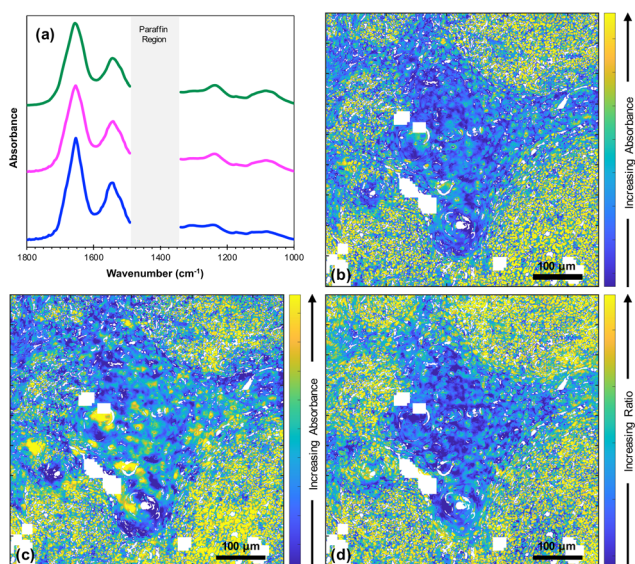 (a)
Paraffin
Region
Absorbance
1800
1600
1400
1200
1000
Wavenumber (cm⁻¹)
(b)
100 μm
Increasing Absorbance
(c)
100 μm
Increasing Absorbance
(d)
100 μm
Increasing Ratio